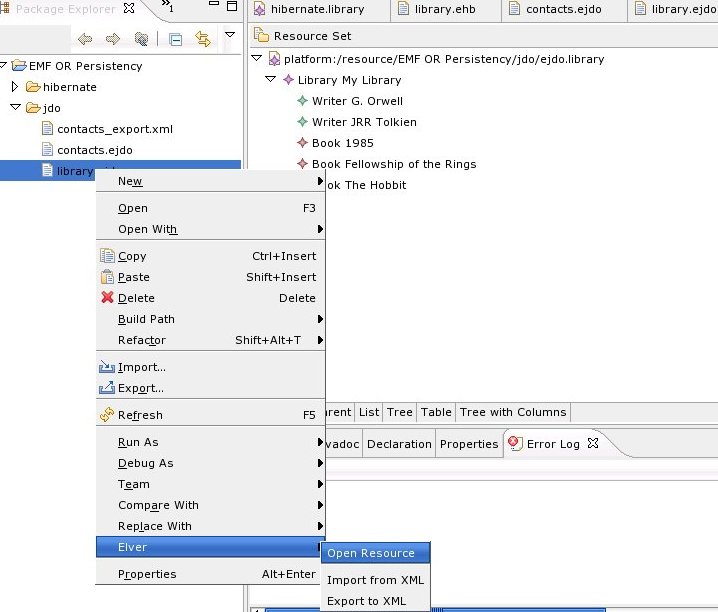 Package Explorer
»1
EMF OR Persistency
hibernate
jdo
contacts_export.xml
contacts.ejdo
library
hibernate.library
library.ehb
contacts.ejdo
library.ejdo
Resource Set
platform:/resource/EMF OR Persistency/jdo/ejdo.library
Library My Library
Writer G. Orwell
Writer JRR Tolkien
Book 1985
Book Fellowship of the Rings
ok The Hobbit
New
Open F3
Open With
Copy Ctrl+Insert
Paste Shift+Insert
Delete Delete
Build Path
Refactor Shift+Alt+T
Import...
Export...
Refresh F5
Run As
Debug As
Team
Compare With
Replace With
Elver
Properties Alt+Enter
Open Resource
Import from XML
Export to XML
rent List Tree Table Tree with Columns
vadoc Declaration Properties Error Log